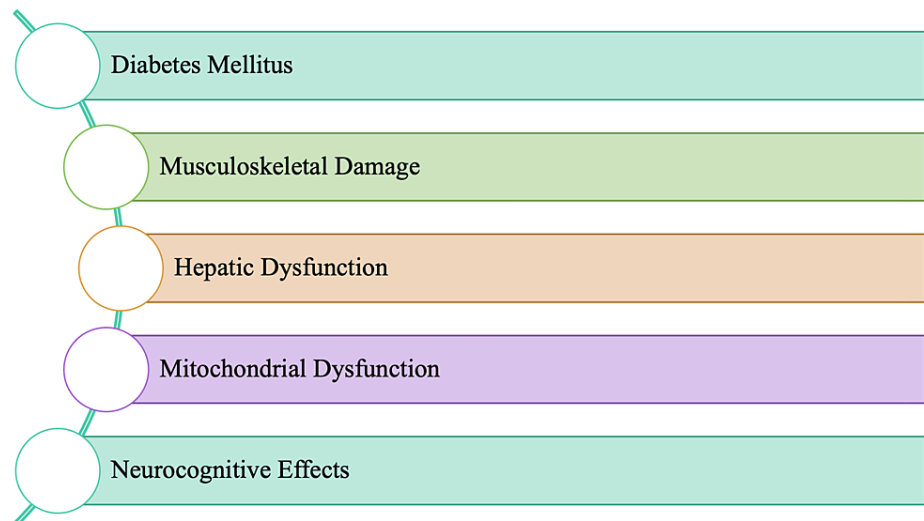 Diabetes Mellitus
Musculoskeletal Damage
Hepatic Dysfunction
Mitochondrial Dysfunction
Neurocognitive Effects